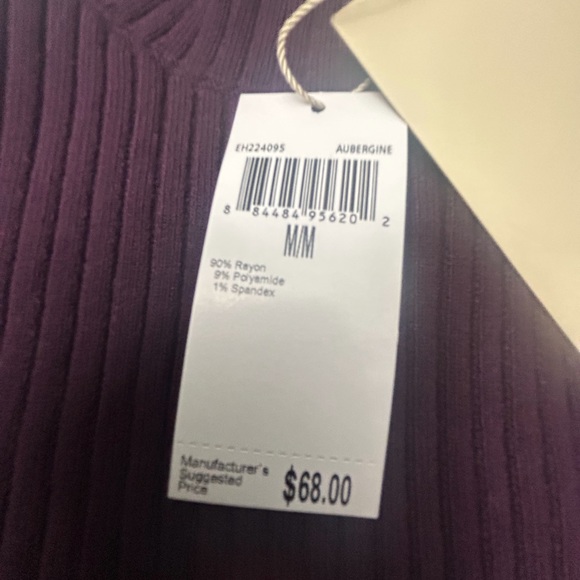 EH224095 AUBERGINE
8 84484 95620 2
M/M
90% Rayon
9% Polyamide
1% Spandex
Manufacturer's
Suggested
Price
$68.00